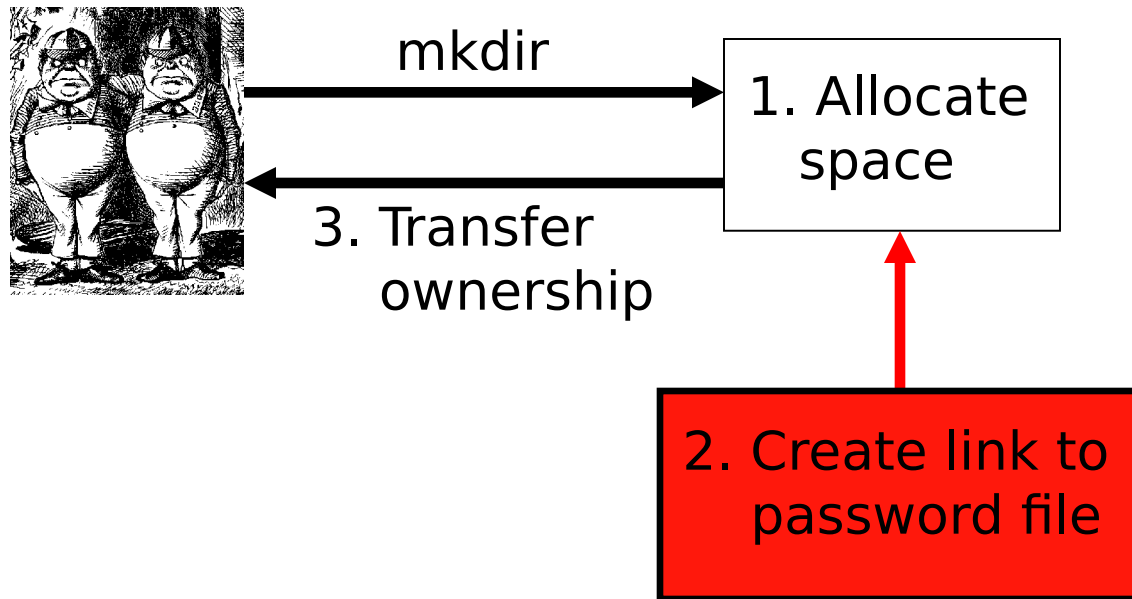 mkdir
1. Allocate
space
3. Transfer
ownership
2. Create link to
password file